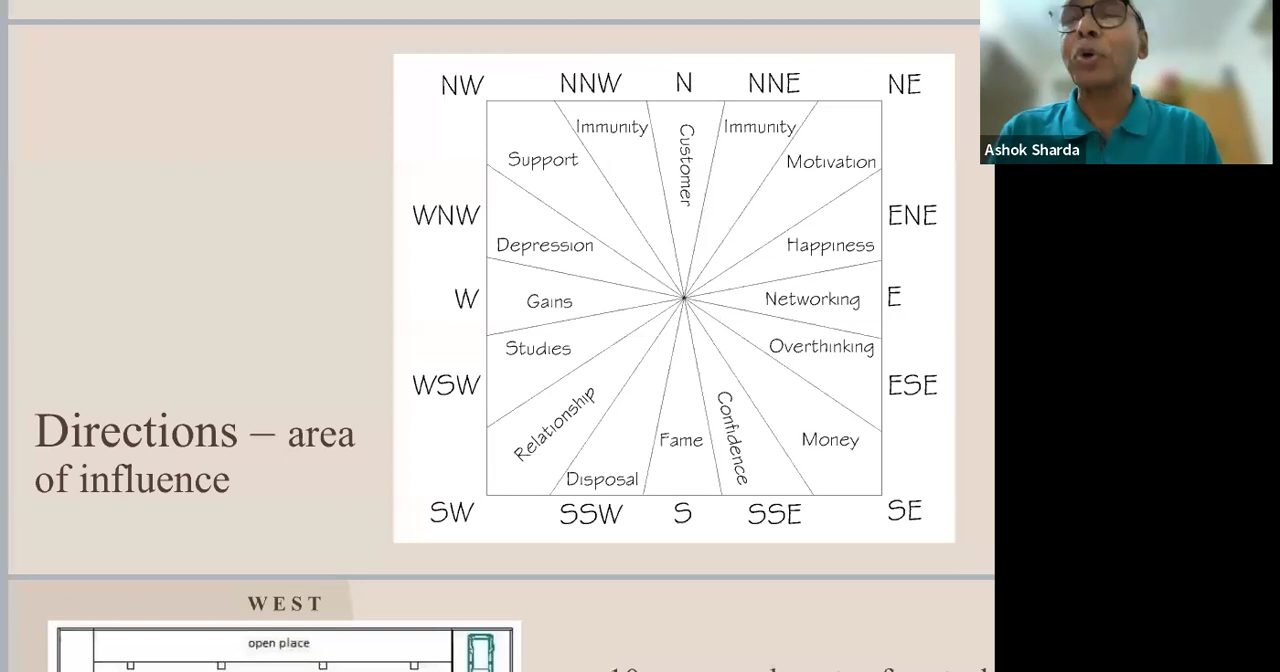 NW NNW N NNE NE
Immunity Customer Immunity
Support Motivation
WNW ENE
Depression Happiness
W Gains Networking E
Studies Overthinking
WSW ESE
Relationship Confidence
Fame Money
Disposal
SW SSW S SSE SE
Directions – area
of influence
Ashok Sharda
WEST
open place